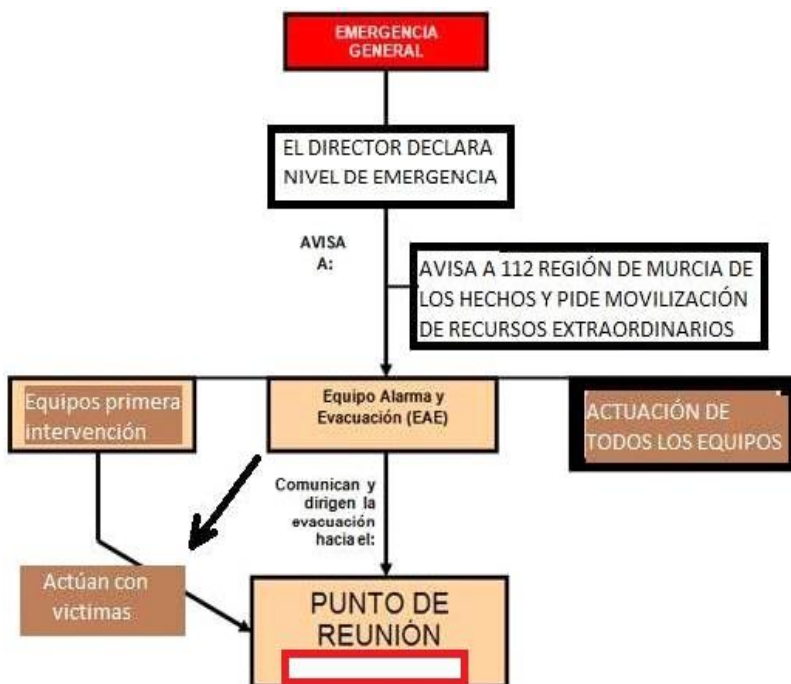 EMERGENCIA
GENERAL
EL DIRECTOR DECLARA
NIVEL DE EMERGENCIA
AVISA
A:
AVISA A 112 REGIÓN DE MURCIA DE
LOS HECHOS Y PIDE MOVILIZACIÓN
DE RECURSOS EXTRAORDINARIOS
Equipos primera
intervención
Equipo Alarma y
Evacuación (EAE)
ACTUACIÓN DE
TODOS LOS EQUIPOS
Comunican y
dirigen la
evacuación
hacia el:
Actúan con
victimas
PUNTO DE
REUNIÓN